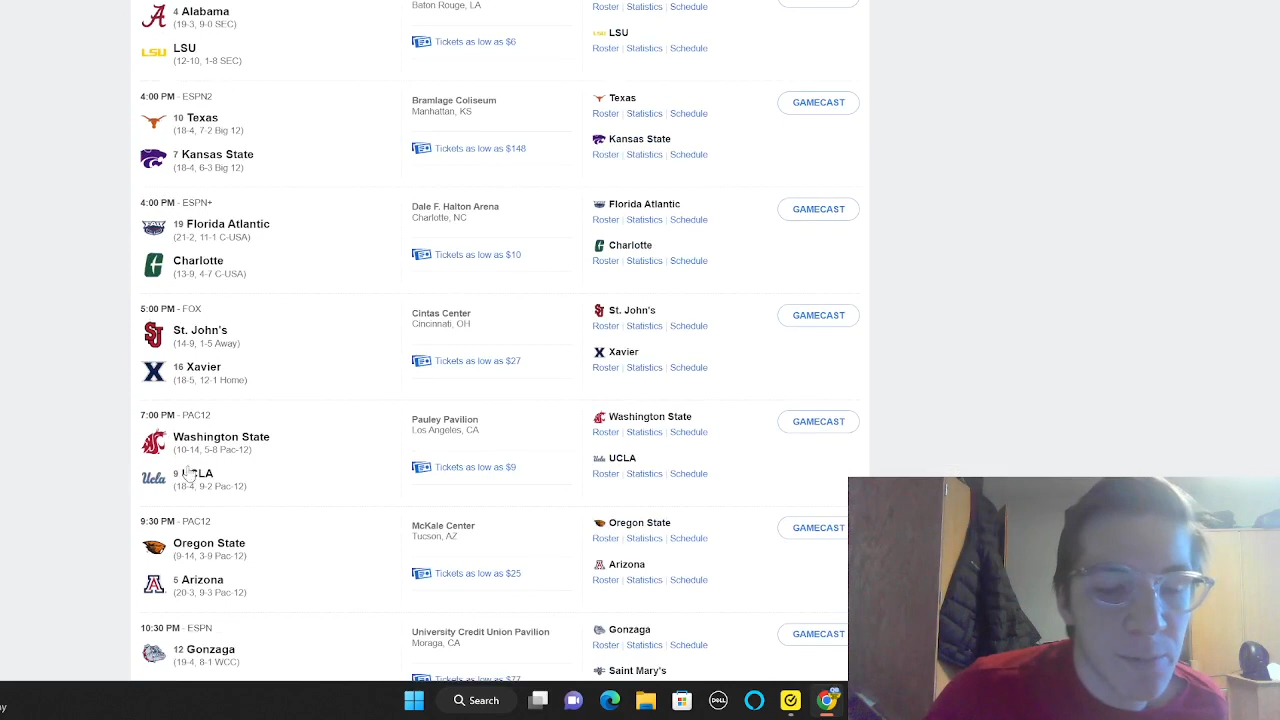 4 Alabama
(19-3, 9-0 SEC)
Baton Rouge, LA
Roster | Statistics | Schedule
LSU
(12-10, 1-8 SEC)
Tickets as low as $6
LSU
Roster | Statistics | Schedule
4:00 PM - ESPN2
10 Texas
(18-4, 7-2 Big 12)
7 Kansas State
(18-4, 6-3 Big 12)
Bramlage Coliseum
Manhattan, KS
Tickets as low as $148
Texas
Roster | Statistics | Schedule
Kansas State
Roster | Statistics | Schedule
GAMECAST
4:00 PM - ESPN+
19 Florida Atlantic
(21-2, 11-1 C-USA)
Charlotte
(13-9, 4-7 C-USA)
Dale F. Halton Arena
Charlotte, NC
Tickets as low as $10
Florida Atlantic
Roster | Statistics | Schedule
Charlotte
Roster | Statistics | Schedule
GAMECAST
5:00 PM - FOX
St. John's
(14-9, 1-5 Away)
16 Xavier
(18-5, 12-1 Home)
Cintas Center
Cincinnati, OH
Tickets as low as $27
St. John's
Roster | Statistics | Schedule
Xavier
Roster | Statistics | Schedule
GAMECAST
7:00 PM - PAC12
Washington State
(10-14, 5-8 Pac-12)
9 UCLA
(18-4, 9-2 Pac-12)
Pauley Pavilion
Los Angeles, CA
Tickets as low as $9
Washington State
Roster | Statistics | Schedule
UCLA
Roster | Statistics | Schedule
GAMECAST
9:30 PM - PAC12
Oregon State
(9-14, 3-9 Pac-12)
5 Arizona
(20-3, 9-3 Pac-12)
McKale Center
Tucson, AZ
Tickets as low as $25
Oregon State
Roster | Statistics | Schedule
Arizona
Roster | Statistics | Schedule
GAMECAST
10:30 PM - ESPN
12 Gonzaga
(19-4, 8-1 WCC)
University Credit Union Pavilion
Moraga, CA
Tickets as low as $77
Gonzaga
Roster | Statistics | Schedule
Saint Mary's
GAMECAST
Search
DELL